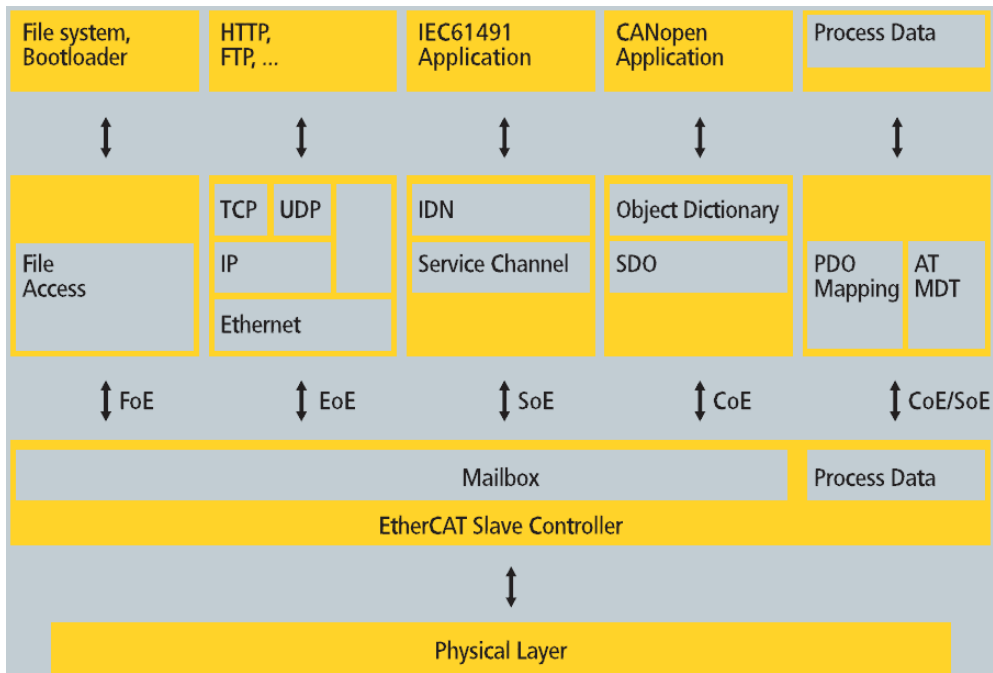 File system,
Bootloader
HTTP,
FTP, ...
IEC61491
Application
CANopen
Application
Process Data
File
Access
TCP
UDP
IP
Ethernet
IDN
Service Channel
Object Dictionary
SDO
PDO
Mapping
AT
MDT
FoE
EoE
SoE
CoE
CoE/SoE
Mailbox
Process Data
EtherCAT Slave Controller
Physical Layer